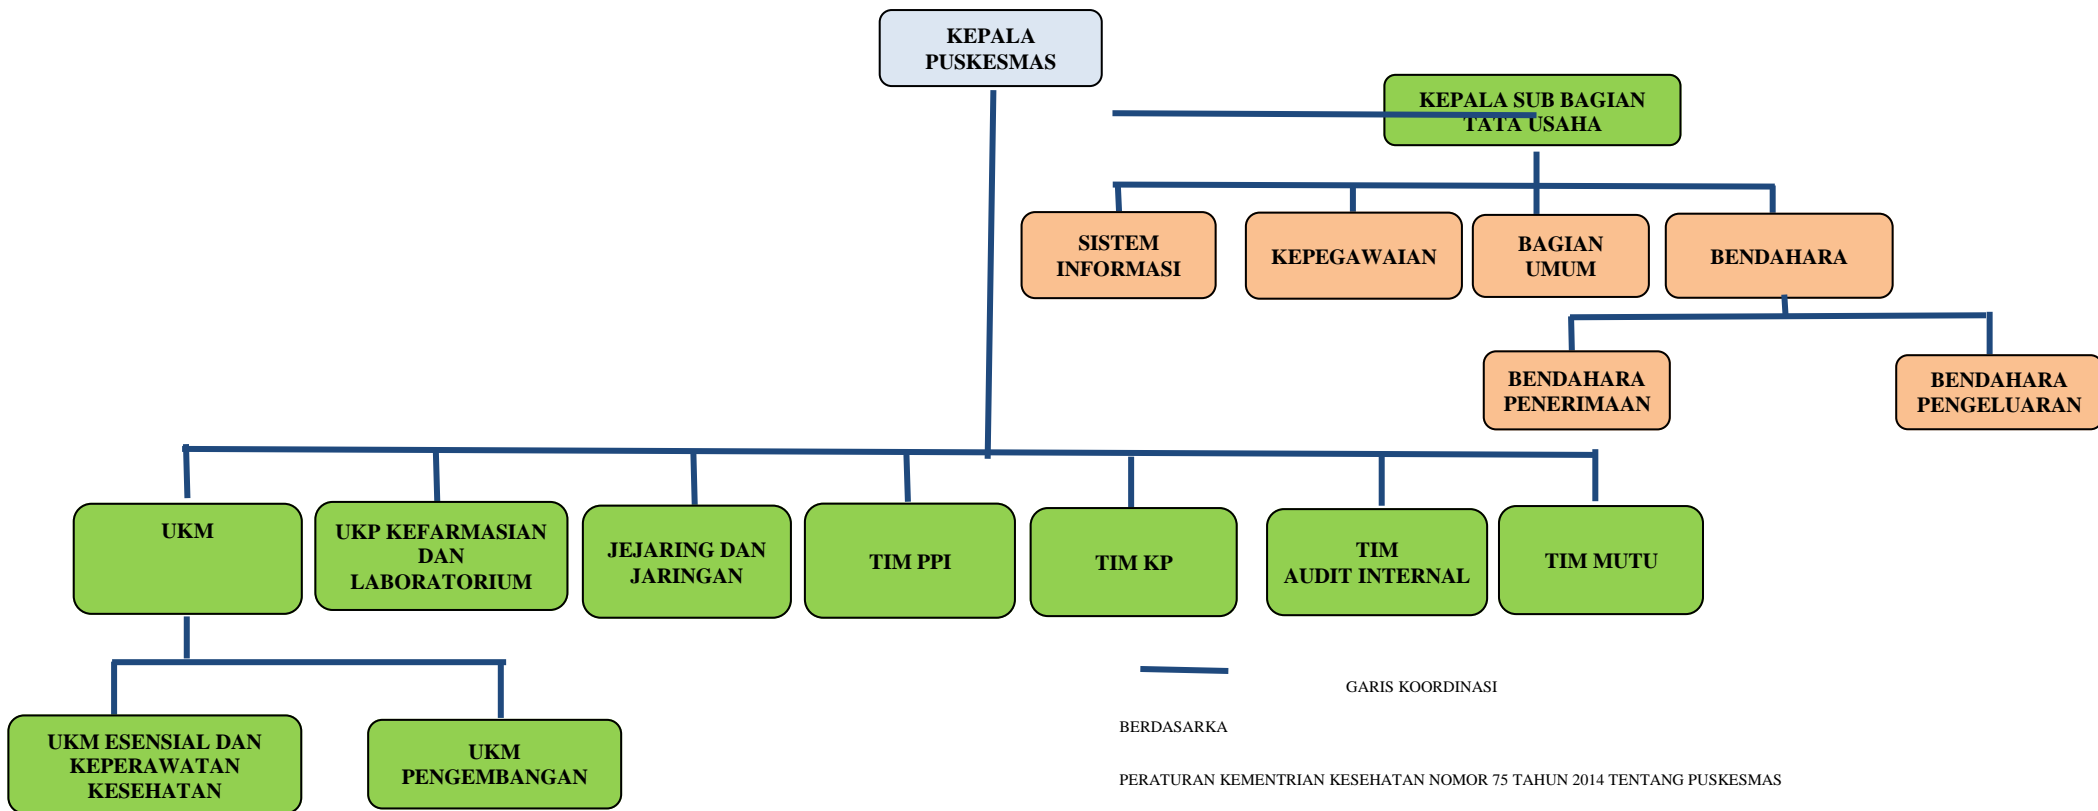 KEPALA
PUSKESMAS
KEPALA SUB BAGIAN
TATA USAHA
SISTEM
INFORMASI
KEPEGAWAIAN
BAGIAN
UMUM
BENDAHARA
BENDAHARA
PENERIMAAN
BENDAHARA
PENGELUARAN
UKM
UKP KEFARMASIAN
DAN
LABORATORIUM
JEJARING DAN
JARINGAN
TIM PPI
TIM KP
TIM
AUDIT INTERNAL
TIM MUTU
UKM ESENSIAL DAN
KEPERAWATAN
KESEHATAN
UKM
PENGEMBANGAN
GARIS KOORDINASI
BERDASARKA
PERATURAN KEMENTRIAN KESEHATAN NOMOR 75 TAHUN 2014 TENTANG PUSKESMAS